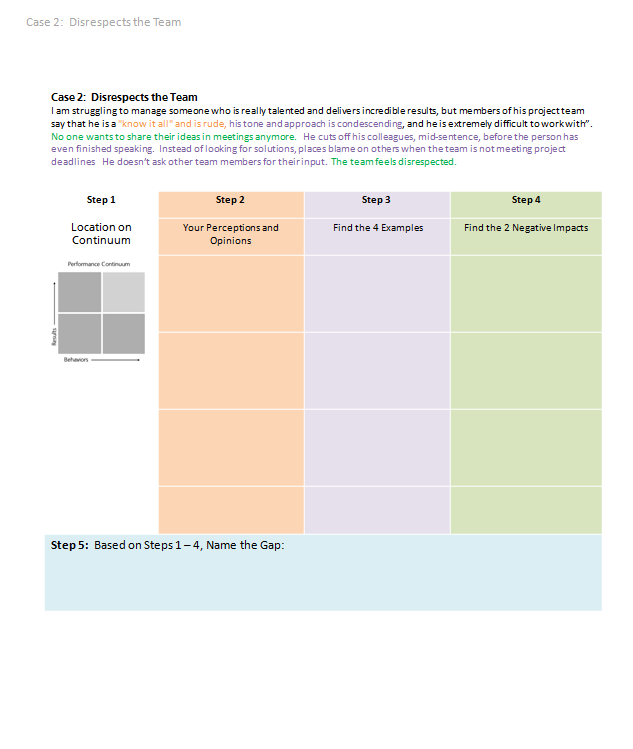 Case 2: Disrespects the Team
Case 2: Disrespects the Team
I am struggling to manage someone who is really talented and delivers incredible results, but members of his project team
say that he is a "know it all" and is rude, his tone and approach is condescending, and he is extremely difficult to work with".
No one wants to share their ideas in meetings anymore. He cuts off his colleagues, mid-sentence, before the person has
even finished speaking. Instead of looking for solutions, places blame on others when the team is not meeting project
deadlines He doesn't ask other team members for their input. The team feels disrespected.
Step 1
Step 2
Step 3
Step 4
Location on
Continuum
Your Perceptions and
Opinions
Find the 4 Examples
Find the 2 Negative Impacts
Performance Continuum
Results
Behaviors
Step 5: Based on Steps 1 – 4, Name the Gap: